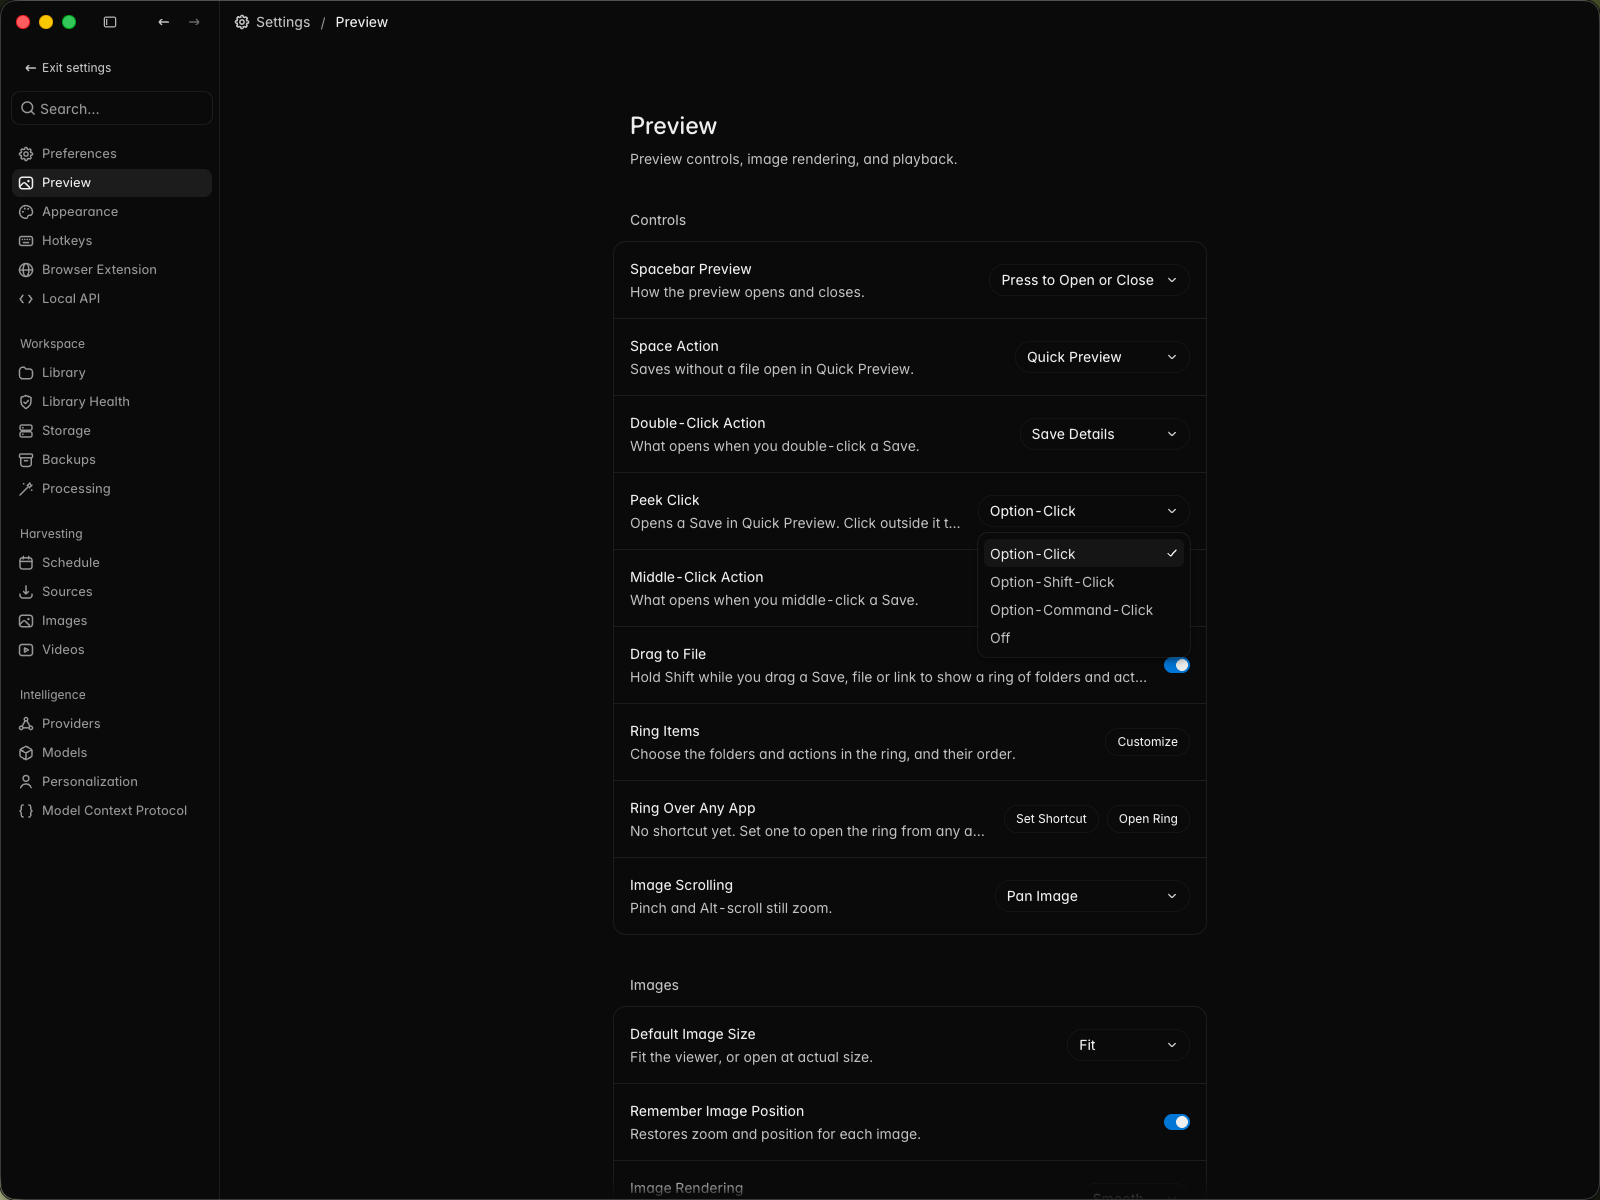 Settings / Preview
Exit settings
Search...
Preferences
Preview
Appearance
Hotkeys
Browser Extension
Local API
Workspace
Library
Library Health
Storage
Backups
Processing
Harvesting
Schedule
Sources
Images
Videos
Intelligence
Providers
Models
Personalization
Model Context Protocol
Preview
Preview controls, image rendering, and playback.
Controls
Spacebar Preview
How the preview opens and closes.
Press to Open or Close
Space Action
Saves without a file open in Quick Preview.
Quick Preview
Double-Click Action
What opens when you double-click a Save.
Save Details
Peek Click
Opens a Save in Quick Preview. Click outside it t...
Option-Click
Option-Click
Option-Shift-Click
Option-Command-Click
Off
Middle-Click Action
What opens when you middle-click a Save.
Drag to File
Hold Shift while you drag a Save, file or link to show a ring of folders and act...
Ring Items
Choose the folders and actions in the ring, and their order.
Customize
Ring Over Any App
No shortcut yet. Set one to open the ring from any a...
Set Shortcut
Open Ring
Image Scrolling
Pinch and Alt-scroll still zoom.
Pan Image
Images
Default Image Size
Fit the viewer, or open at actual size.
Fit
Remember Image Position
Restores zoom and position for each image.
Image Rendering
Smooth